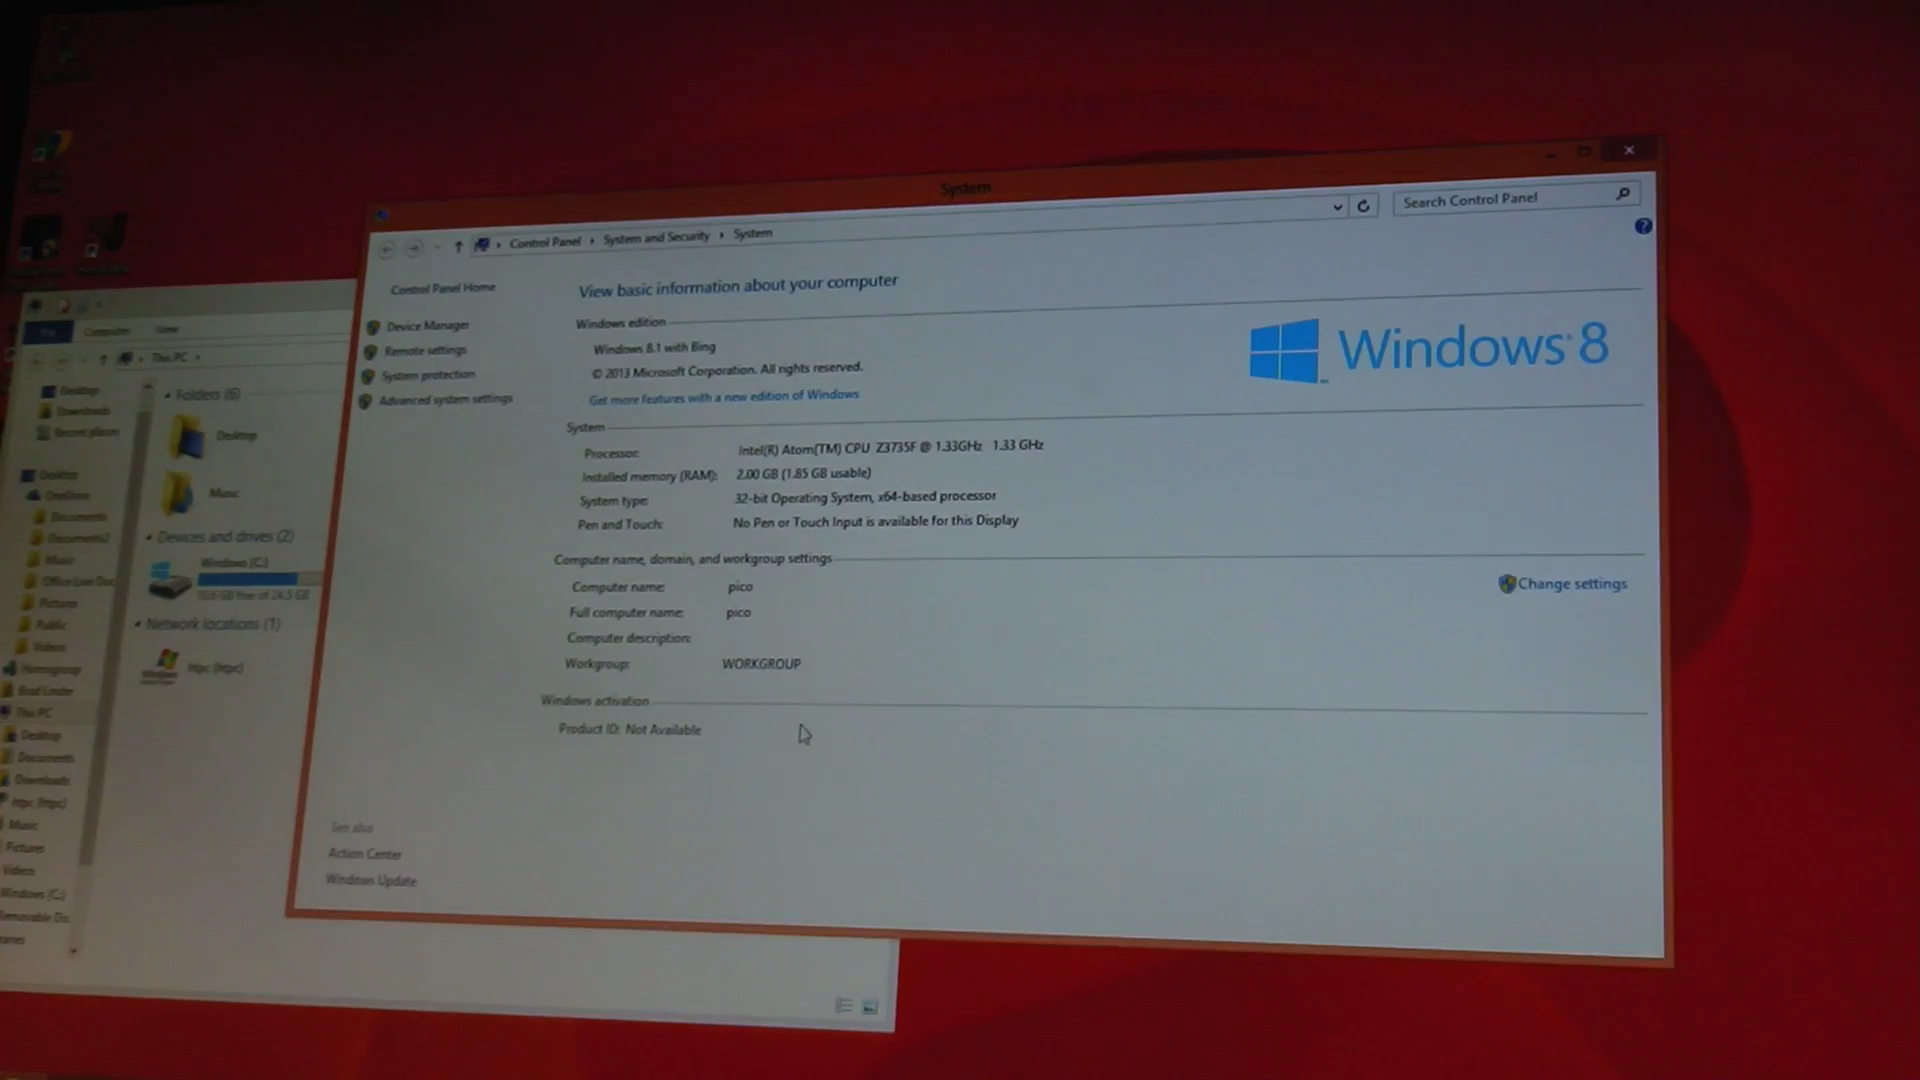 System
Control Panel
System and Security
System
Search Control Panel
Control Panel Home
Device Manager
Remote settings
System protection
Advanced system settings
See also
Action Center
Windows Update
View basic information about your computer
Windows edition
Windows 8.1 with Bing
© 2013 Microsoft Corporation. All rights reserved.
Get more features with a new edition of Windows
Windows 8
System
Processor: Intel(R) Atom(TM) CPU Z3735F @ 1.33GHz 1.33 GHz
Installed memory (RAM): 2.00 GB (1.85 GB usable)
System type: 32-bit Operating System, x64-based processor
Pen and Touch: No Pen or Touch Input is available for this Display
Computer name, domain, and workgroup settings
Computer name: pico
Change settings
Full computer name: pico
Computer description:
Workgroup: WORKGROUP
Windows activation
Product ID: Not Available
Computer
View
This PC
Desktop
Downloads
Recent places
Desktop
OneDrive
Documents
Documents2
Music
Office Live Doc
Pictures
Public
Videos
Homegroup
Brad Linder
This PC
Desktop
Documents
Downloads
htpc (htpc)
Music
Pictures
Videos
Windows (C:)
Folders (6)
Desktop
Music
Devices and drives (2)
Windows (C:)
10.6 GB free of 24.5 GB
Network locations (1)
htpc (htpc)